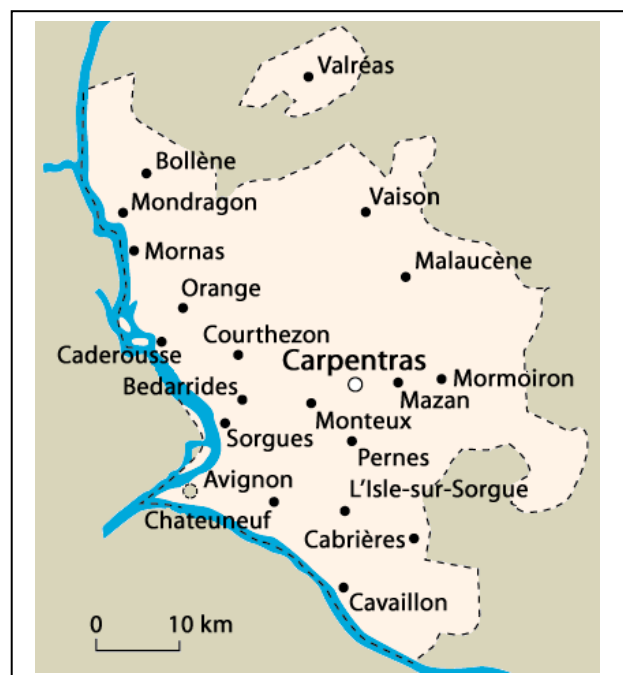 Valréas
Bollène
Vaison
Mondragon
Mornas
Malaucène
Orange
Courthezon
Caderousse
Carpentras
Mormoiron
Bedarrides
Mazan
Monteux
Sorgues
Pernes
Avignon
L'Isle-sur-Sorgue
Chateuneuf
Cabrières
Cavaillon
0 10 km